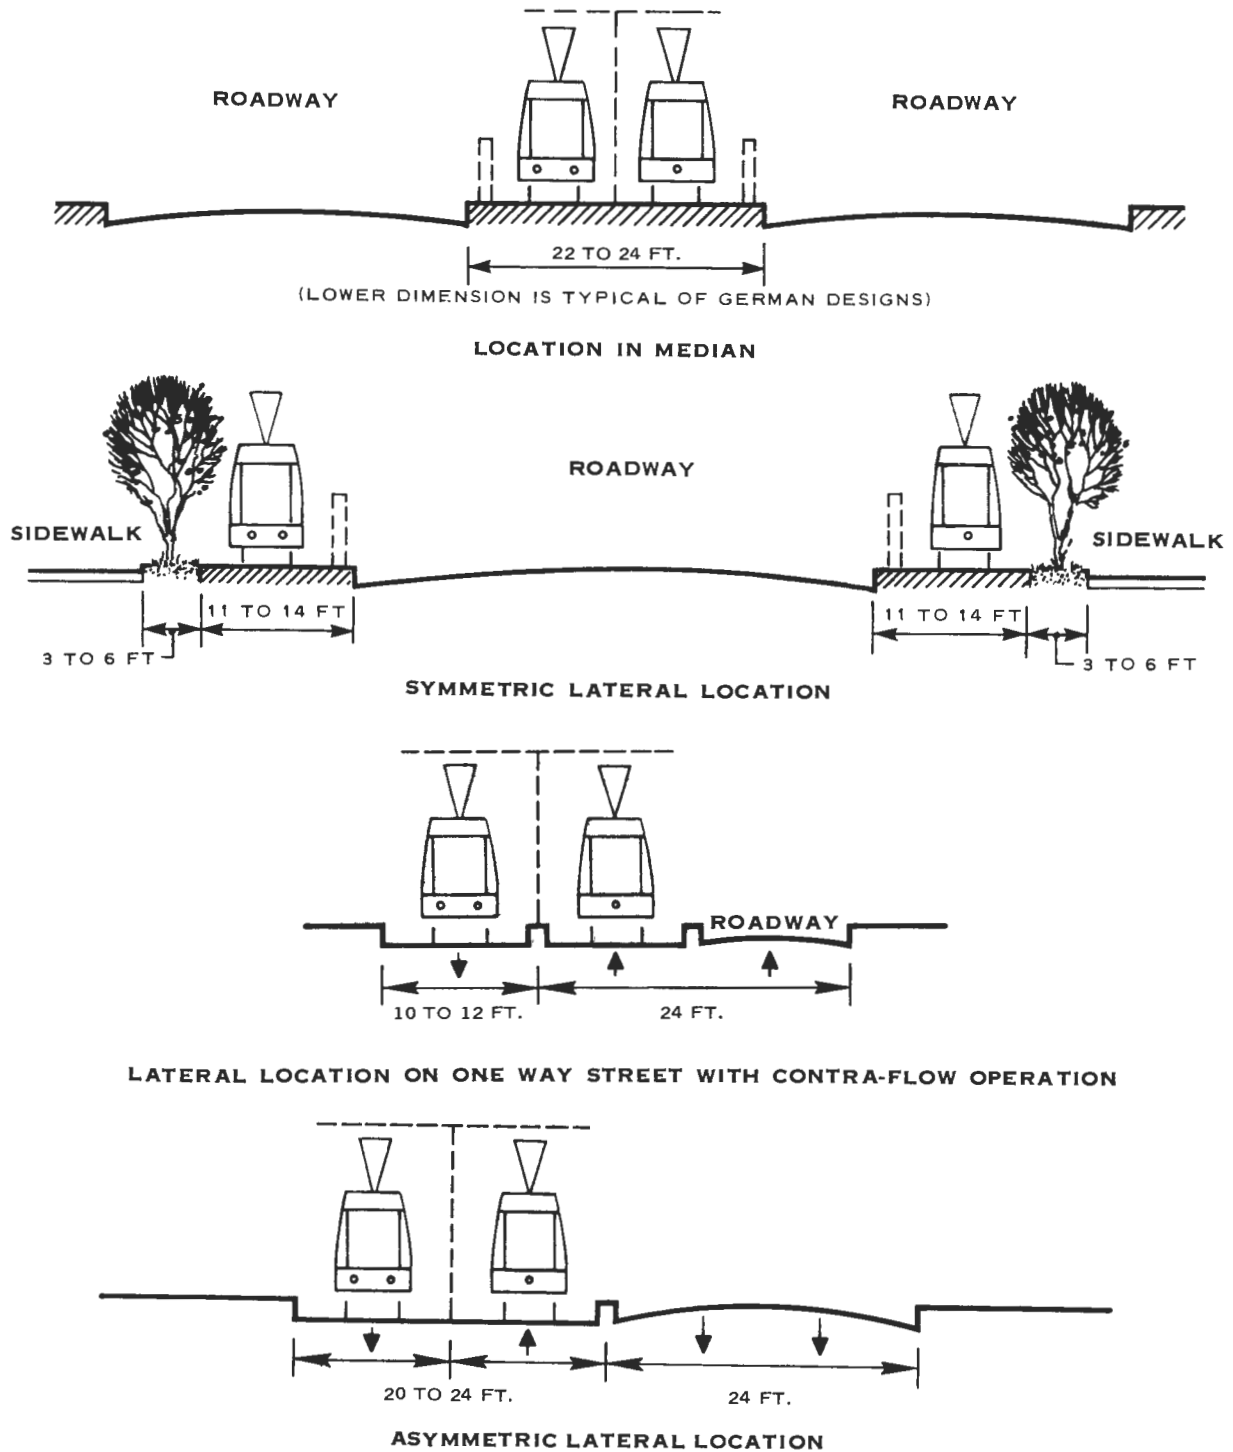 ROADWAY
ROADWAY
22 TO 24 FT.
(LOWER DIMENSION IS TYPICAL OF GERMAN DESIGNS)
LOCATION IN MEDIAN
ROADWAY
SIDEWALK
SIDEWALK
11 TO 14 FT
11 TO 14 FT
3 TO 6 FT
3 TO 6 FT
SYMMETRIC LATERAL LOCATION
ROADWAY
10 TO 12 FT.
24 FT.
LATERAL LOCATION ON ONE WAY STREET WITH CONTRA-FLOW OPERATION
20 TO 24 FT.
24 FT.
ASYMMETRIC LATERAL LOCATION